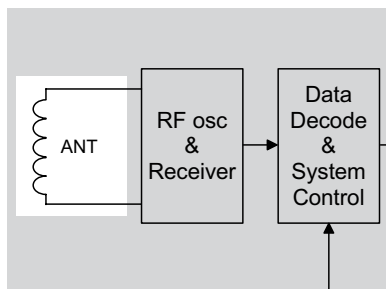 ANT
RF osc
&
Receiver
Data
Decode
&
System
Control